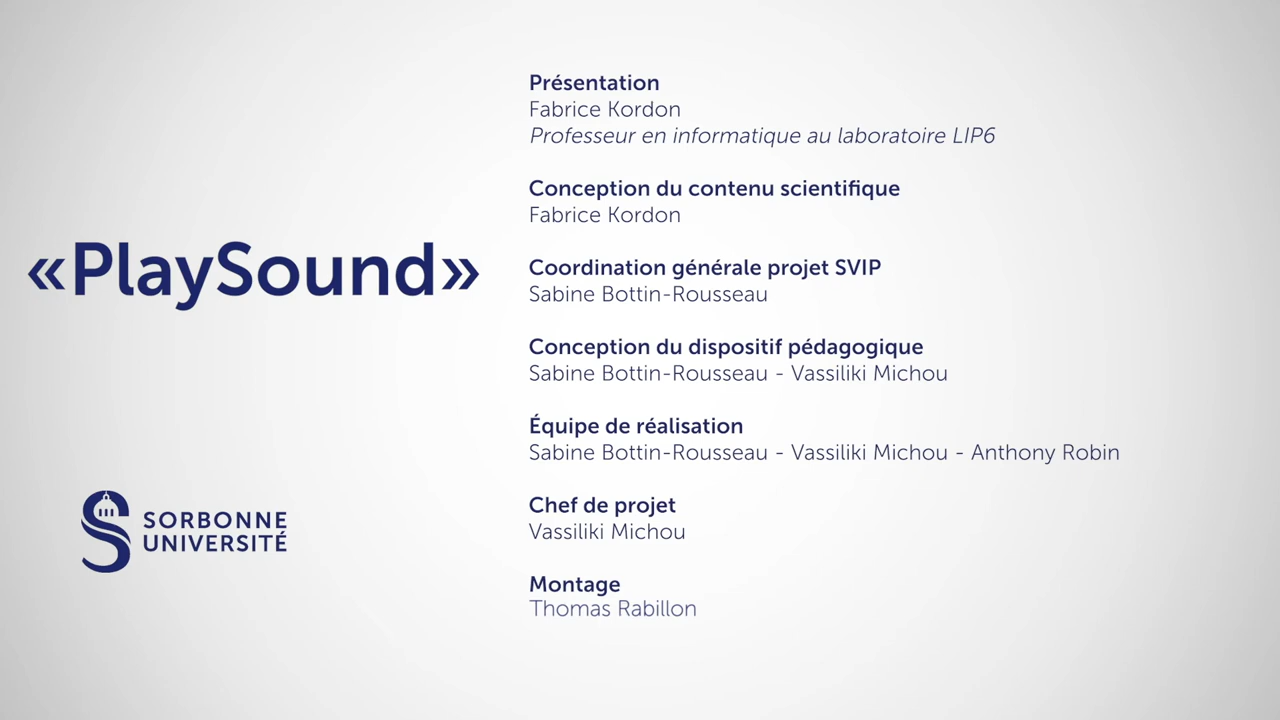 «PlaySound»
SORBONNE
UNIVERSITÉ
Présentation
Fabrice Kordon
Professeur en informatique au laboratoire LIP6
Conception du contenu scientifique
Fabrice Kordon
Coordination générale projet SVIP
Sabine Bottin-Rousseau
Conception du dispositif pédagogique
Sabine Bottin-Rousseau - Vassiliki Michou
Équipe de réalisation
Sabine Bottin-Rousseau - Vassiliki Michou - Anthony Robin
Chef de projet
Vassiliki Michou
Montage
Thomas Rabillon